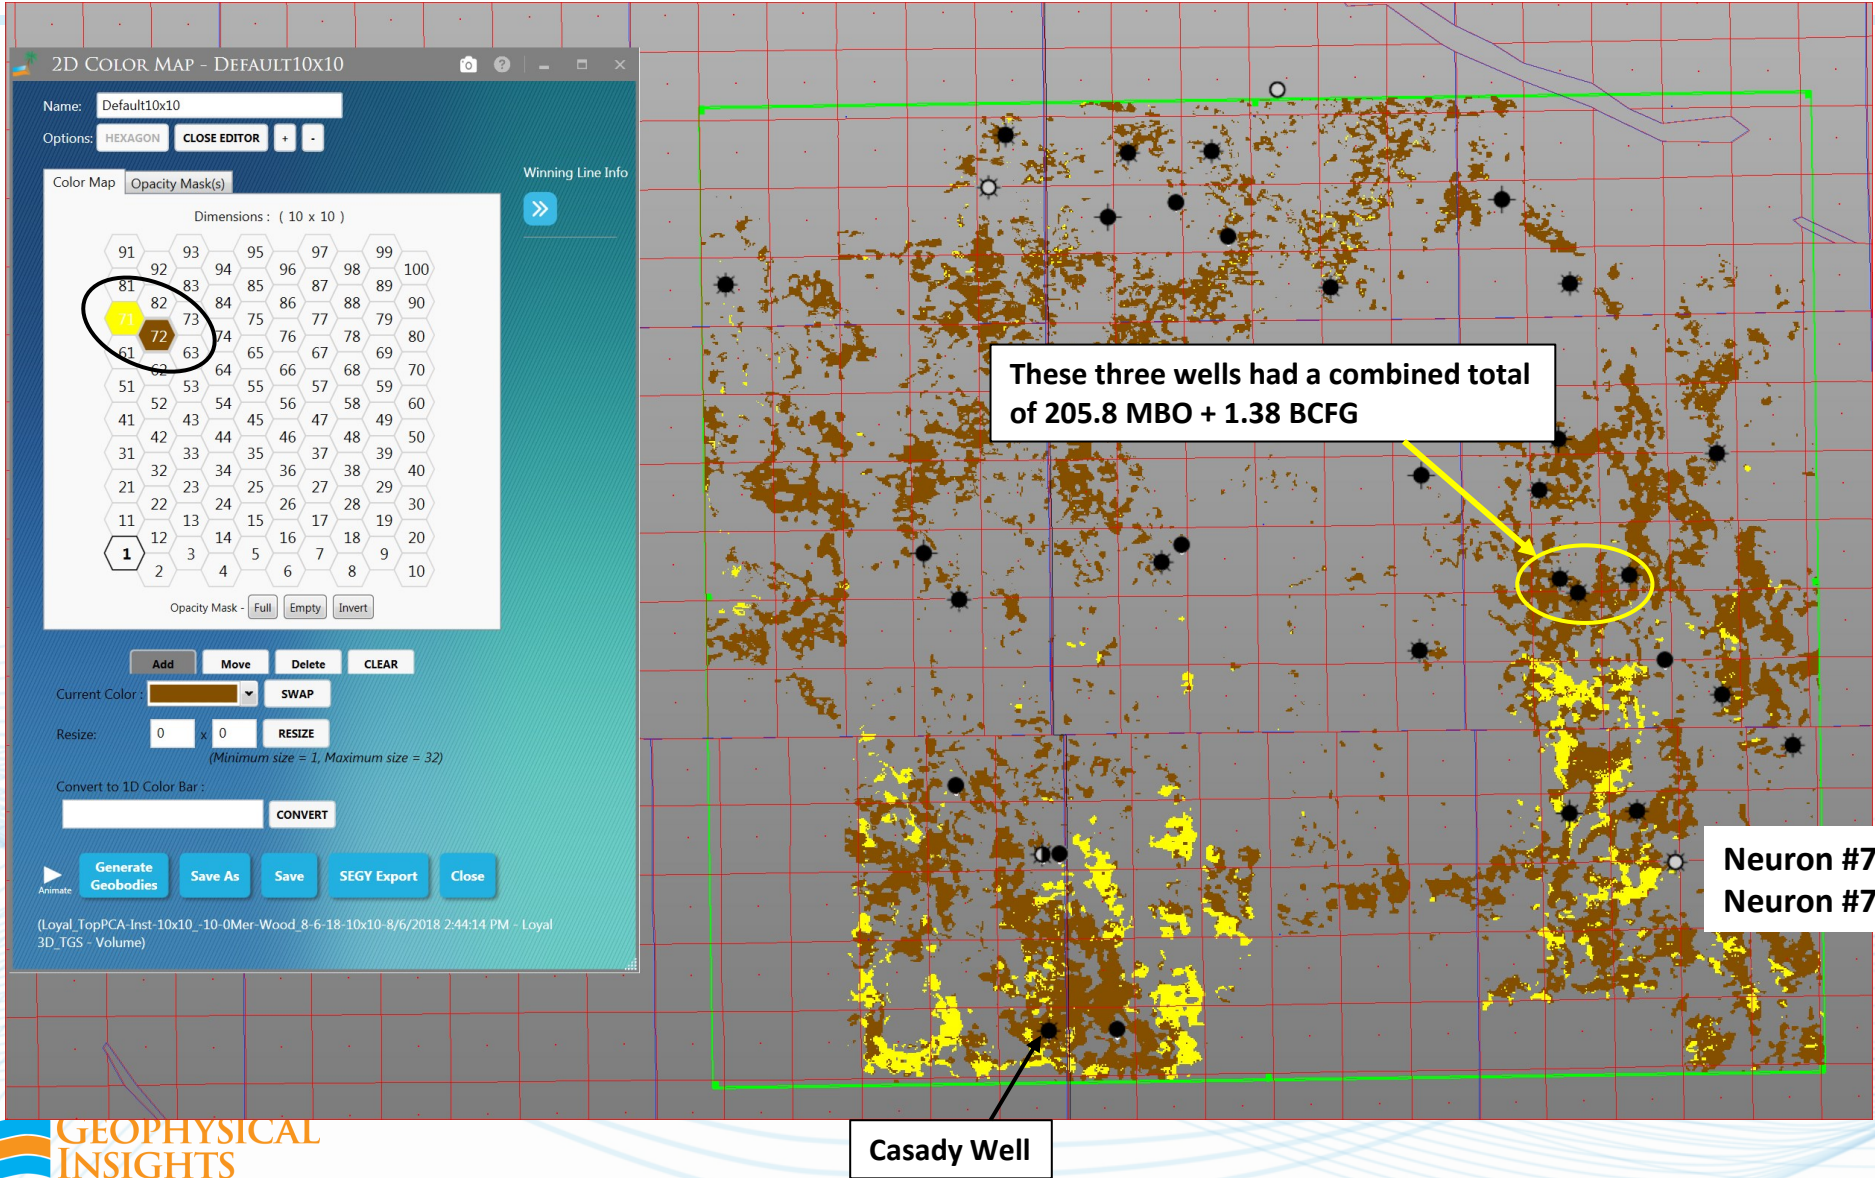 2D COLOR MAP - DEFAULT10X10
Name: Default10x10
Options: HEXAGON CLOSE EDITOR + -
Winning Line Info
Color Map Opacity Mask(s)
Dimensions : ( 10 x 10 )
91 93 95 97 99
92 94 96 98 100
81 83 85 87 89
82 84 86 88 90
71 73 75 77 79
72 74 76 78 80
61 63 65 67 69
62 64 66 68 70
51 53 55 57 59
52 54 56 58 60
41 43 45 47 49
42 44 46 48 50
31 33 35 37 39
32 34 36 38 40
21 23 25 27 29
22 24 26 28 30
11 13 15 17 19
12 14 16 18 20
1 3 5 7 9
2 4 6 8 10
Opacity Mask - Full Empty Invert
Add Move Delete CLEAR
Current Color : SWAP
Resize: 0 x 0 RESIZE
(Minimum size = 1, Maximum size = 32)
Convert to 1D Color Bar :
CONVERT
Animate
Generate
Geobodies
Save As Save SEGY Export Close
(Loyal_TopPCA-Inst-10x10_-10-0Mer-Wood_8-6-18-10x10-8/6/2018 2:44:14 PM - Loyal
3D_TGS - Volume)
These three wells had a combined total
of 205.8 MBO + 1.38 BCFG
Neuron #7
Neuron #7
Casady Well
GEOPHYSICAL
INSIGHTS